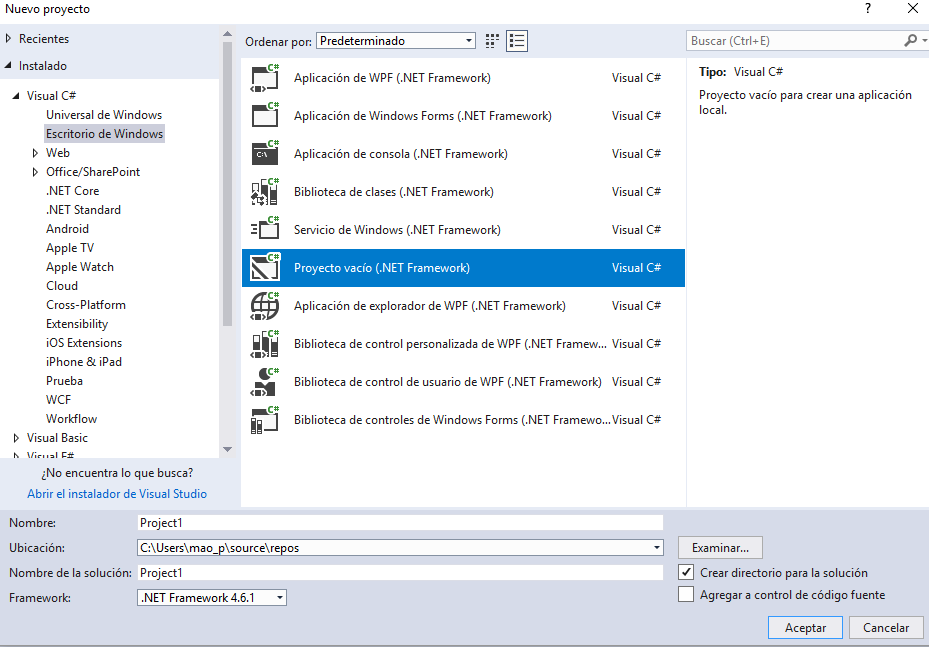 Nuevo proyecto
?
Recientes
Instalado
Visual C#
Universal de Windows
Escritorio de Windows
Web
Office/SharePoint
.NET Core
.NET Standard
Android
Apple TV
Apple Watch
Cloud
Cross-Platform
Extensibility
iOS Extensions
iPhone & iPad
Prueba
WCF
Workflow
Visual Basic
Visual F#
¿No encuentra lo que busca?
Abrir el instalador de Visual Studio
Ordenar por: Predeterminado
Aplicación de WPF (.NET Framework) Visual C#
Aplicación de Windows Forms (.NET Framework) Visual C#
Aplicación de consola (.NET Framework) Visual C#
Biblioteca de clases (.NET Framework) Visual C#
Servicio de Windows (.NET Framework) Visual C#
Proyecto vacío (.NET Framework) Visual C#
Aplicación de explorador de WPF (.NET Framework) Visual C#
Biblioteca de control personalizada de WPF (.NET Framew... Visual C#
Biblioteca de control de usuario de WPF (.NET Framework) Visual C#
Biblioteca de controles de Windows Forms (.NET Framewo... Visual C#
Buscar (Ctrl+E)
Tipo: Visual C#
Proyecto vacío para crear una aplicación
local.
Nombre: Project1
Ubicación: C:\Users\mao_p\source\repos Examinar...
Nombre de la solución: Project1 Crear directorio para la solución
Framework: .NET Framework 4.6.1 Agregar a control de código fuente
Aceptar Cancelar